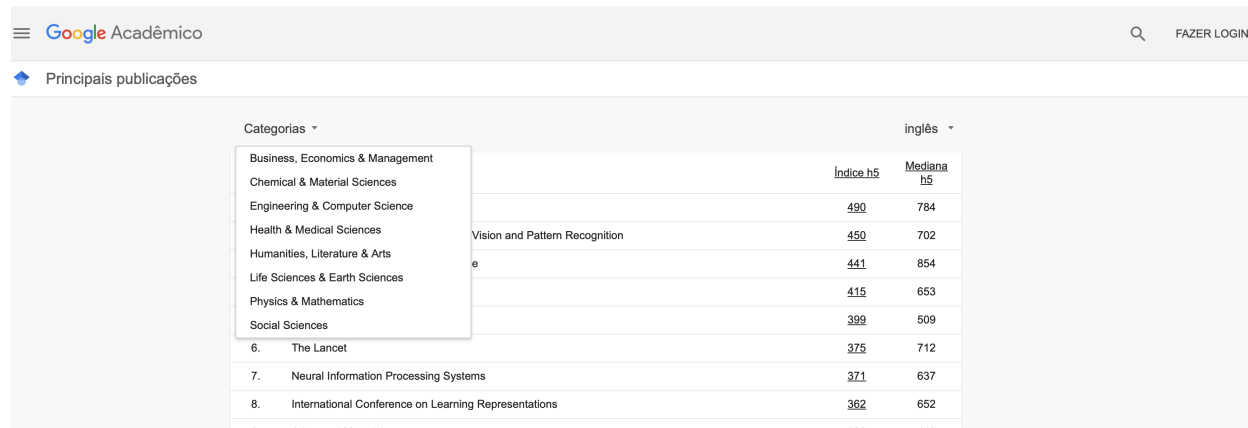 Google Acadêmico
FAZER LOGIN
Principais publicações
Categorias
inglês
Business, Economics & Management
Chemical & Material Sciences
Engineering & Computer Science
Health & Medical Sciences
Humanities, Literature & Arts
Life Sciences & Earth Sciences
Physics & Mathematics
Social Sciences
Índice h5
Mediana
h5
490 784
Vision and Pattern Recognition 450 702
e 441 854
415 653
399 509
6. The Lancet 375 712
7. Neural Information Processing Systems 371 637
8. International Conference on Learning Representations 362 652